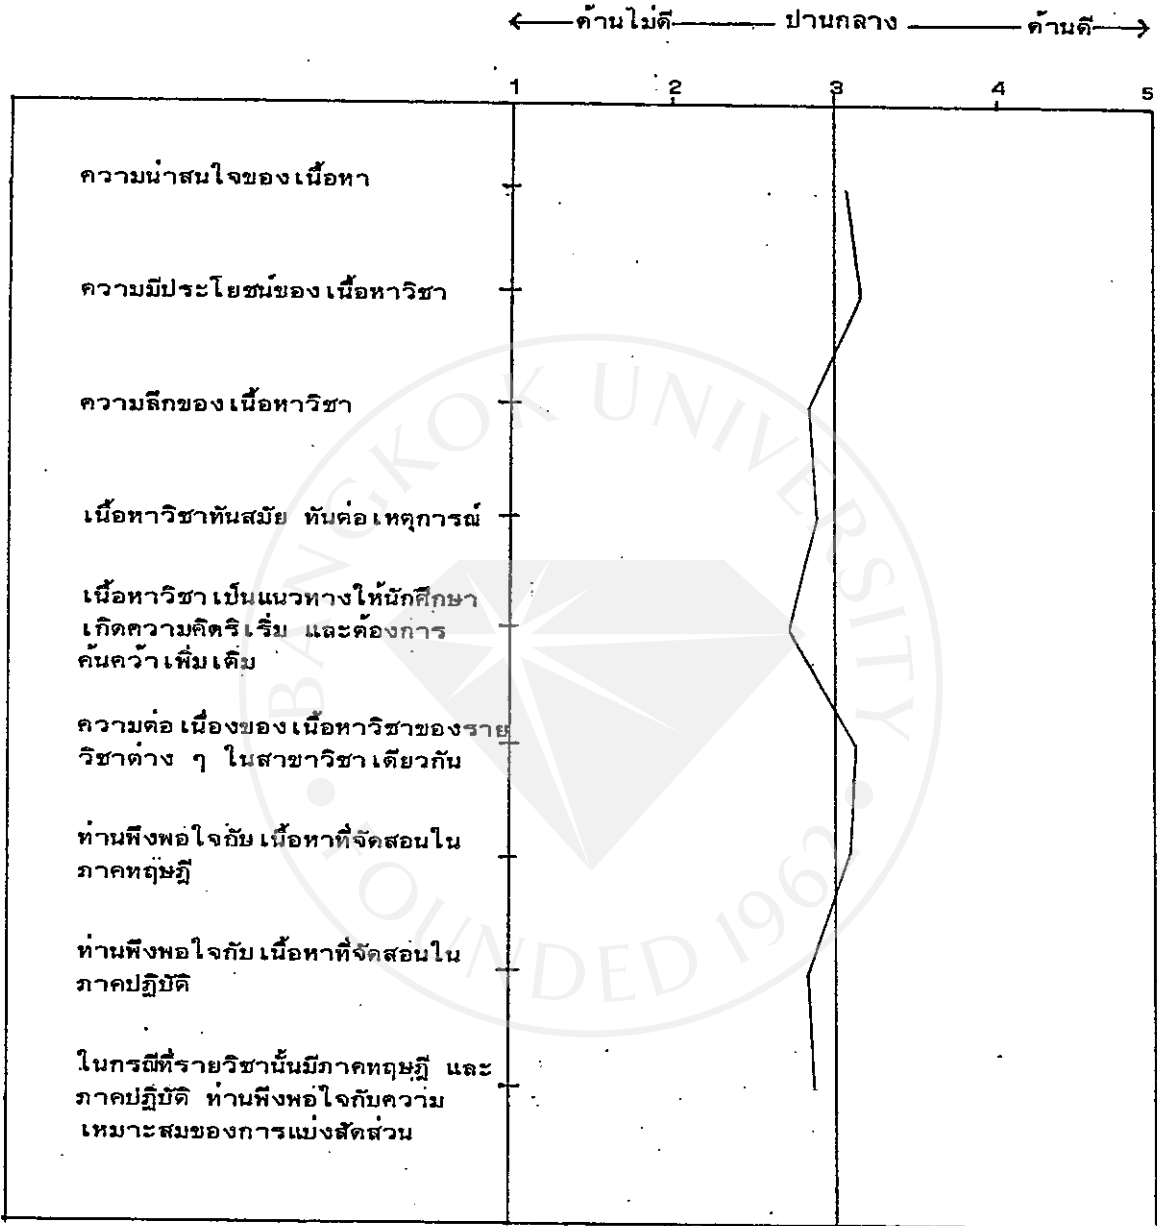 ด้านไม่ดี ปานกลาง ด้านดี
1 2 3 4 5
ความน่าสนใจของเนื้อหา
ความมีประโยชน์ของเนื้อหาวิชา
ความลึกของเนื้อหาวิชา
เนื้อหาวิชาทันสมัย ทันต่อเหตุการณ์
เนื้อหาวิชาเป็นแนวทางให้นักศึกษา
เกิดความคิดริเริ่ม และต้องการ
ค้นคว้าเพิ่มเติม
ความต่อเนื่องของเนื้อหาวิชาของราย
วิชาต่าง ๆ ในสาขาวิชาเดียวกัน
ท่านพึงพอใจกับเนื้อหาที่จัดสอนใน
ภาคทฤษฎี
ท่านพึงพอใจกับเนื้อหาที่จัดสอนใน
ภาคปฏิบัติ
ในกรณีที่รายวิชานั้นมีภาคทฤษฎี และ
ภาคปฏิบัติ ท่านพึงพอใจกับความ
เหมาะสมของการแบ่งสัดส่วน
BANGKOK UNIVERSITY
FOUNDED 1962